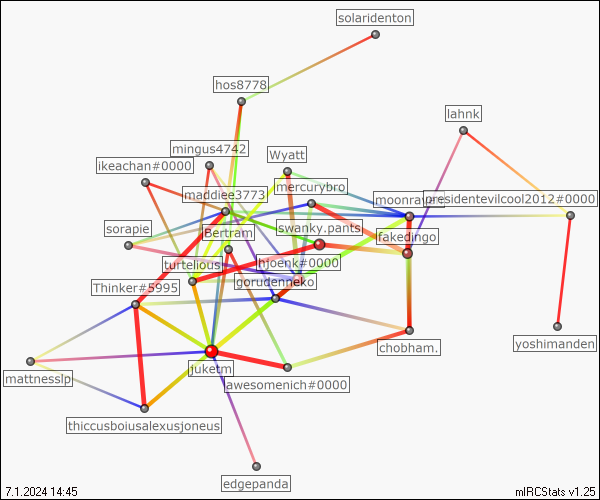 solaridenton
hos8778
lahnk
mingus4742
Wyatt
ikeachan#0000
mercurybro
maddiee3773
presidentevilcool2012#0000
sorapie
Bertram
swanky.pants
fakedingo
turtelious
hjoenk#0000
gorudenneko
Thinker#5995
yoshimanden
chobham.
juketm
mattnesslp
awesomenich#0000
thiccusboiusalexusjoneus
edgepanda
7.1.2024 14:45
mIRCStats v1.25